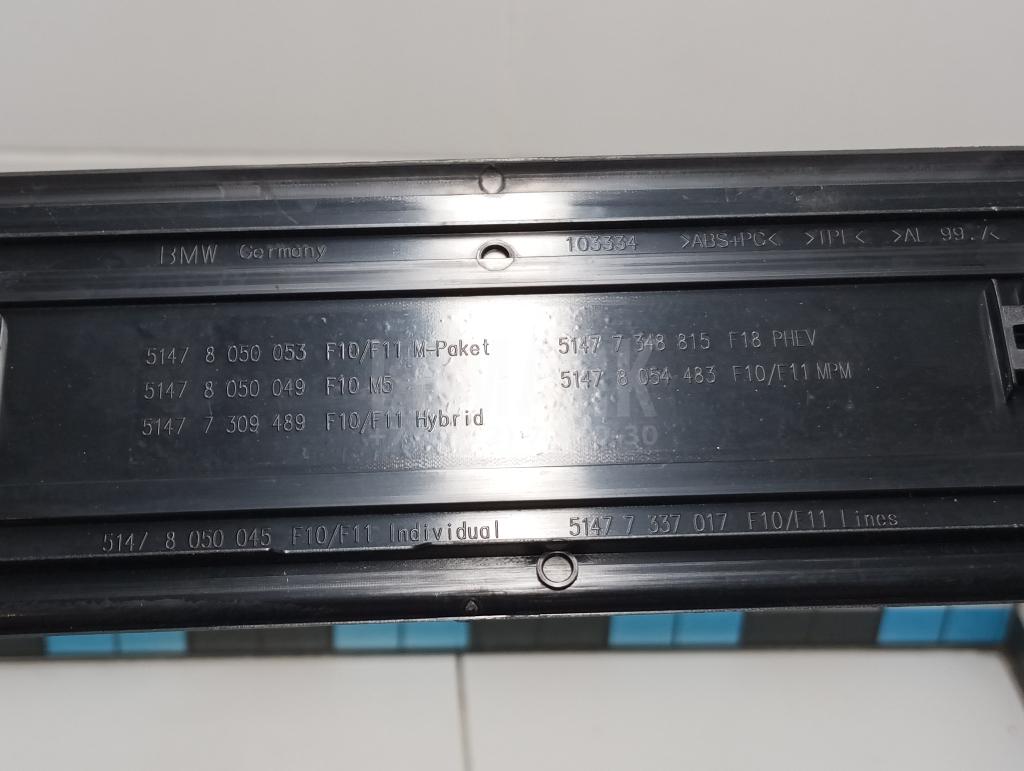 BMW Germany 103334 >ABS+PC< >TPE< >AL 99.7<
5147 8 050 053 F10/F11 M-Paket 5147 7 348 815 F18 PHEV
5147 8 050 049 F10 M5 5147 8 054 483 F10/F11 MPM
5147 7 309 489 F10/F11 Hybrid
5147 8 050 045 F10/F11 Individual 5147 7 337 017 F10/F11 Lines